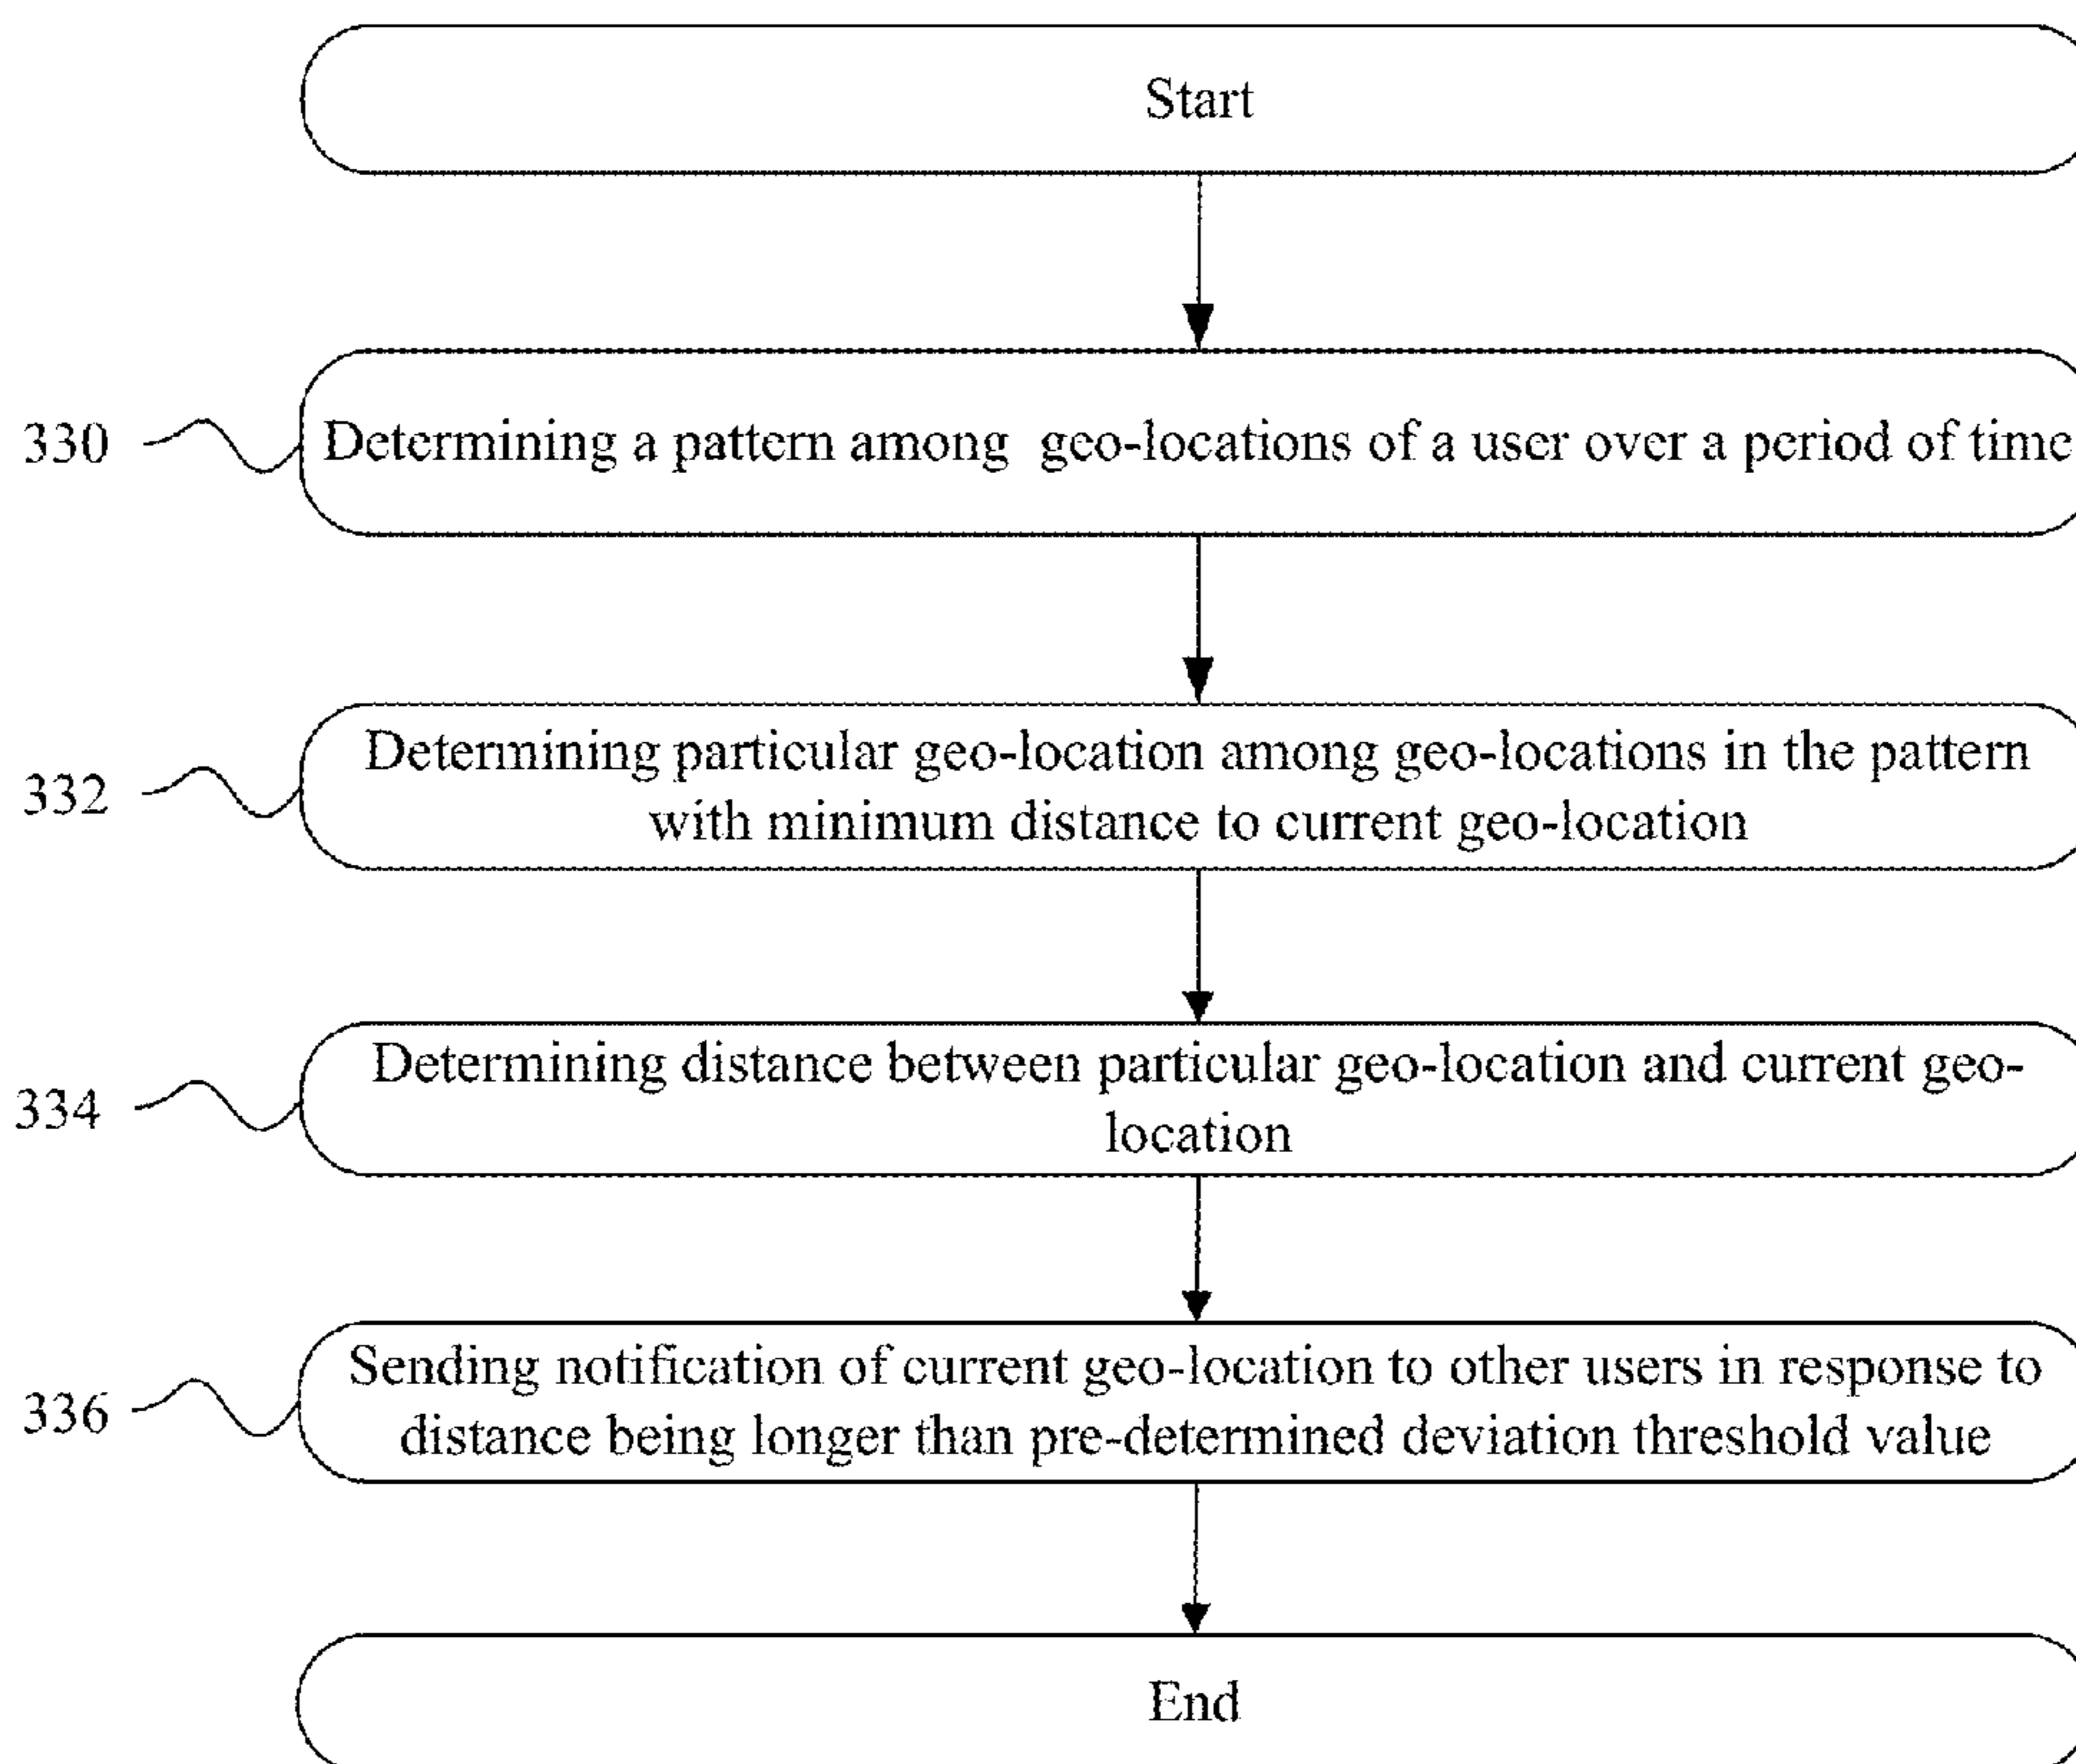 Start
330
Determining a pattern among geo-locations of a user over a period of time
332
Determining particular geo-location among geo-locations in the pattern
with minimum distance to current geo-location
334
Determining distance between particular geo-location and current geo-
location
336
Sending notification of current geo-location to other users in response to
distance being longer than pre-determined deviation threshold value
End